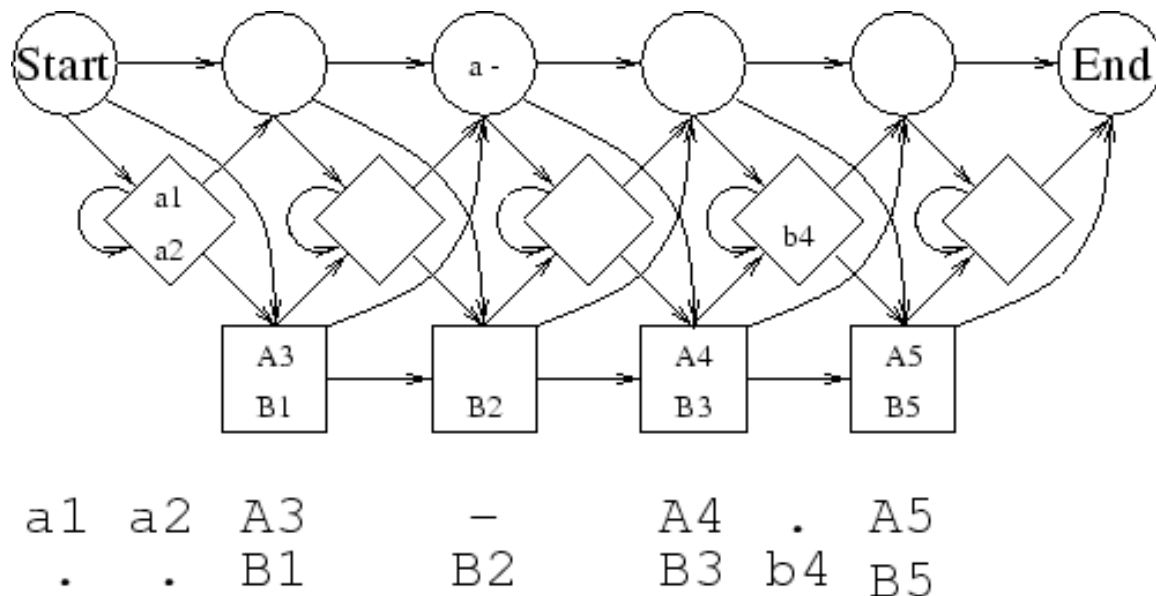 Start a - End
a1
a2 b4
A3 A4 A5
B1 B2 B3 B5
a1 a2 A3 – A4 . A5
. . B1 B2 B3 b4 B5